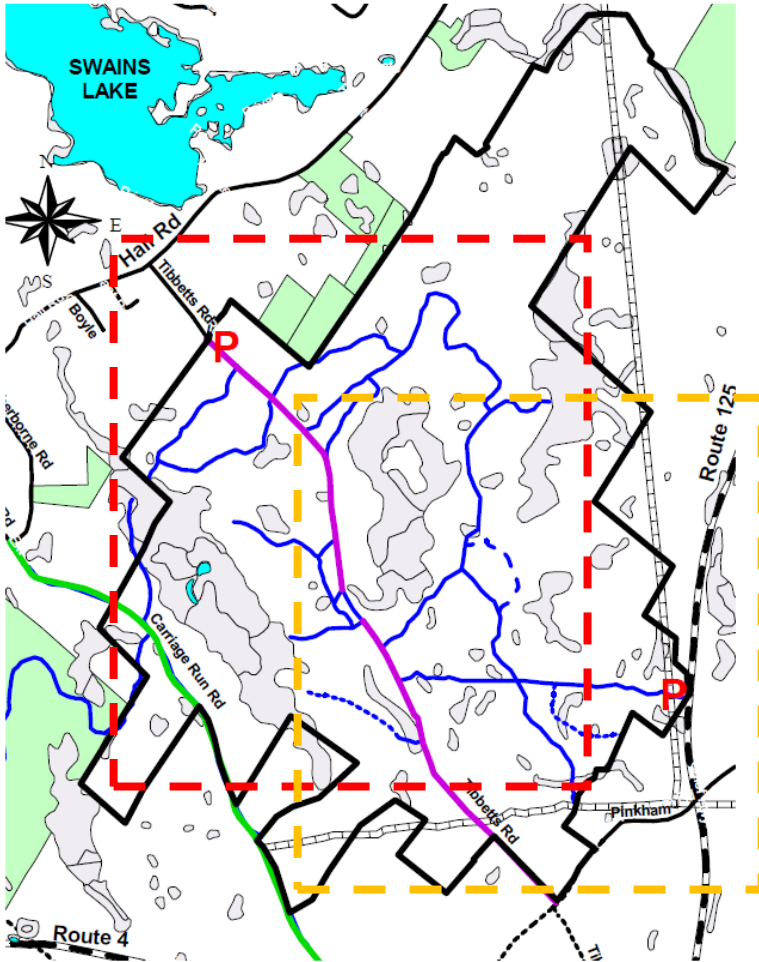 SWAINS
LAKE
N
E
S
Hall Rd
Tibbetts Rd
Boyle
P
Route 125
Carriage Run Rd
P
Tibbetts Rd
Pinkham
Route 4